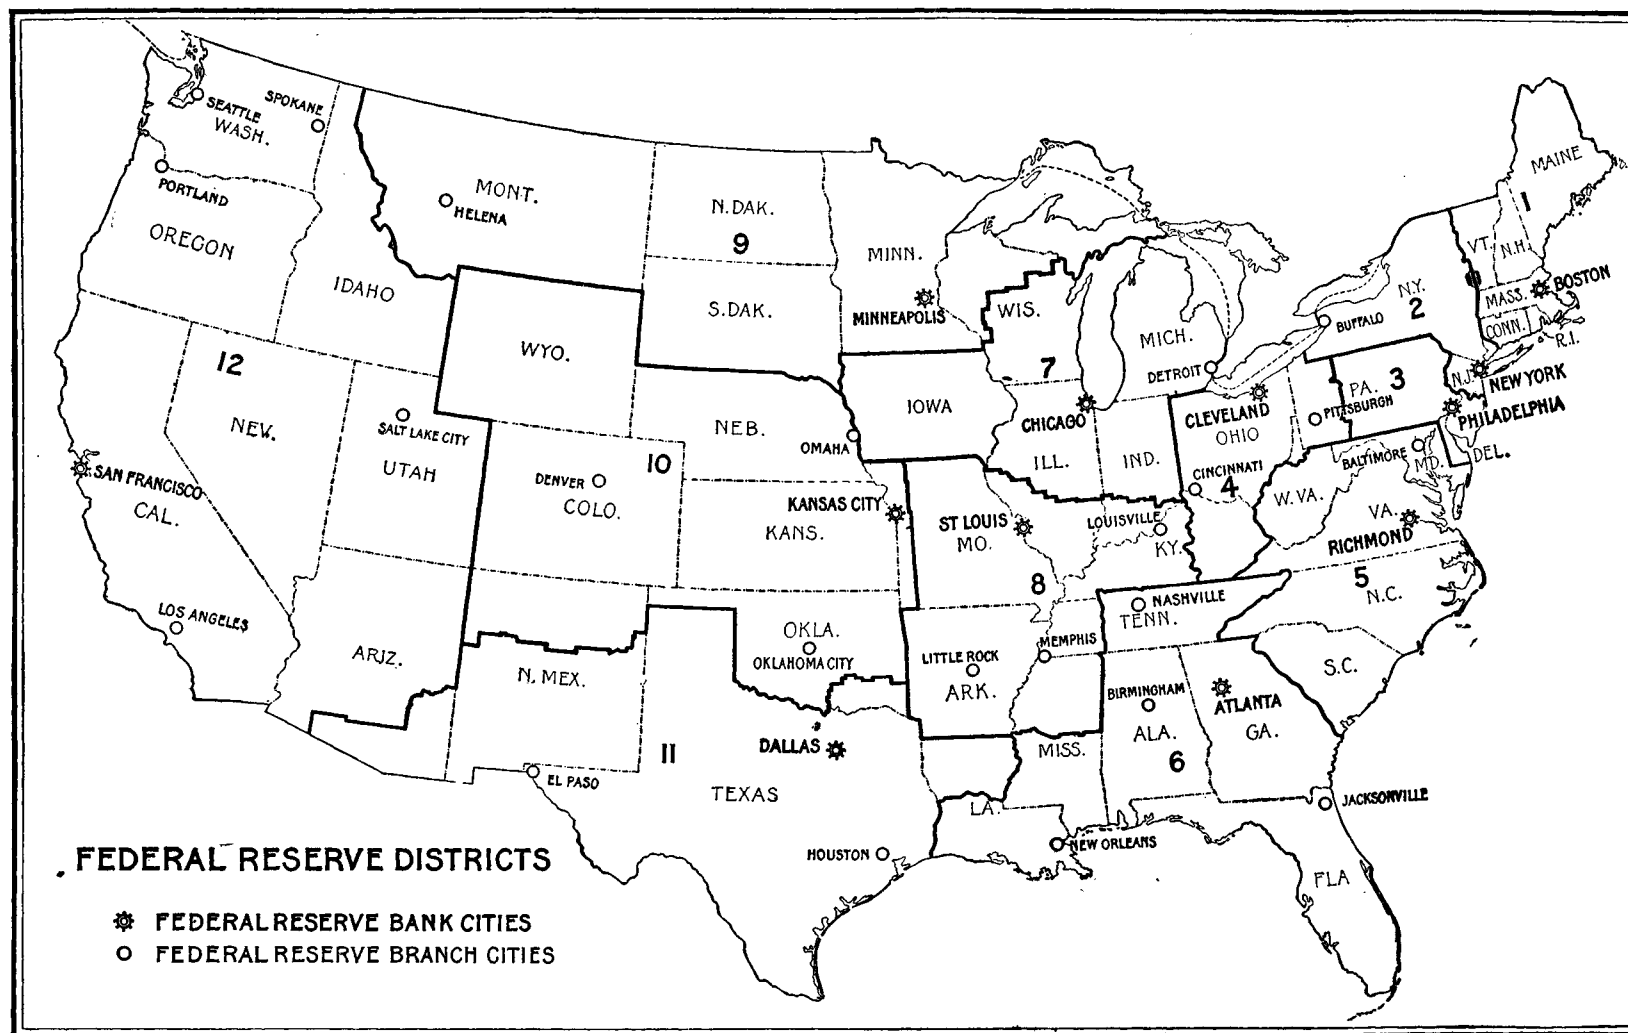 SEATTLE
SPOKANE
WASH.
PORTLAND
OREGON
IDAHO
MONT.
HELENA
N.DAK.
9
S.DAK.
MINN.
MINNEAPOLIS
WIS.
MICH.
DETROIT
7
MAINE
1
VT.
N.H.
BOSTON
MASS.
CONN.
R.I.
N.Y.
2
BUFFALO
WYO.
12
NEV.
SALT LAKE CITY
UTAH
SAN FRANCISCO
CAL.
LOS ANGELES
ARIZ.
NEB.
OMAHA
10
DENVER
COLO.
KANSAS CITY
KANS.
IOWA
CHICAGO
ILL.
IND.
CLEVELAND
OHIO
CINCINNATI
4
PA.
3
PITTSBURGH
N.J.
NEW YORK
PHILADELPHIA
BALTIMORE
MD.
DEL.
W.VA.
VA.
RICHMOND
5
N.C.
S.C.
ST LOUIS
MO.
8
LOUISVILLE
KY.
NASHVILLE
TENN.
MEMPHIS
LITTLE ROCK
ARK.
OKLA.
OKLAHOMA CITY
N. MEX.
EL PASO
11
DALLAS
TEXAS
HOUSTON
LA.
NEW ORLEANS
MISS.
BIRMINGHAM
ALA.
6
ATLANTA
GA.
JACKSONVILLE
FLA
FEDERAL RESERVE DISTRICTS
FEDERAL RESERVE BANK CITIES
FEDERAL RESERVE BRANCH CITIES